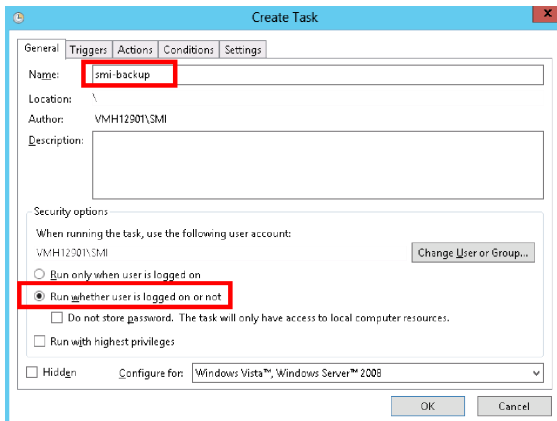 Create Task
x
General Triggers Actions Conditions Settings
Name: smi-backup
Location: \
Author: VMH12901\SMI
Description:
Security options
When running the task, use the following user account:
VMH12901\SMI Change User or Group...
Run only when user is logged on
Run whether user is logged on or not
Do not store password. The task will only have access to local computer resources.
Run with highest privileges
Hidden Configure for: Windows Vista™, Windows Server™ 2008
OK Cancel